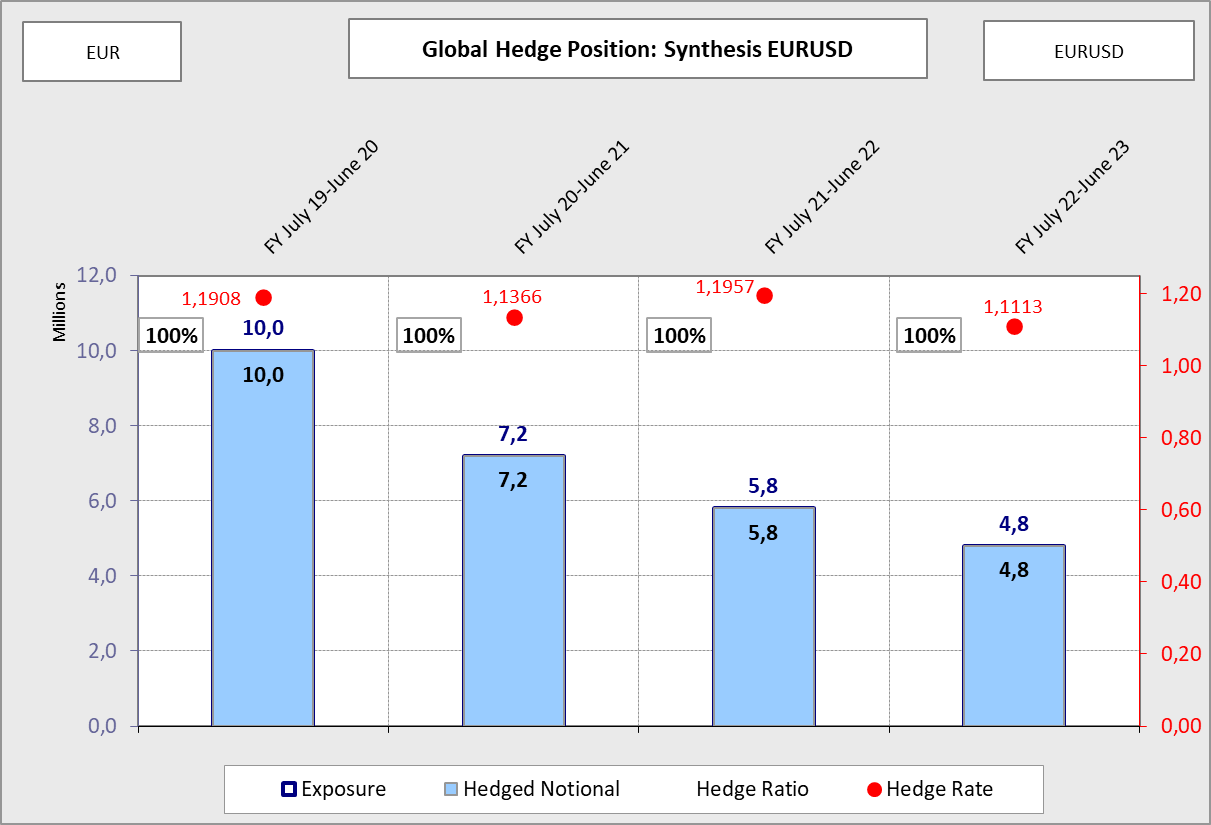 EUR
Global Hedge Position: Synthesis EURUSD
EURUSD
FY July 19-June 20
FY July 20-June 21
FY July 21-June 22
FY July 22-June 23
Millions
12,0
10,0
8,0
6,0
4,0
2,0
0,0
1,1908
1,1366
1,1957
1,1113
100%
100%
100%
100%
10,0
10,0
7,2
7,2
5,8
5,8
4,8
4,8
1,20
1,00
0,80
0,60
0,40
0,20
0,00
Exposure
Hedged Notional
Hedge Ratio
Hedge Rate